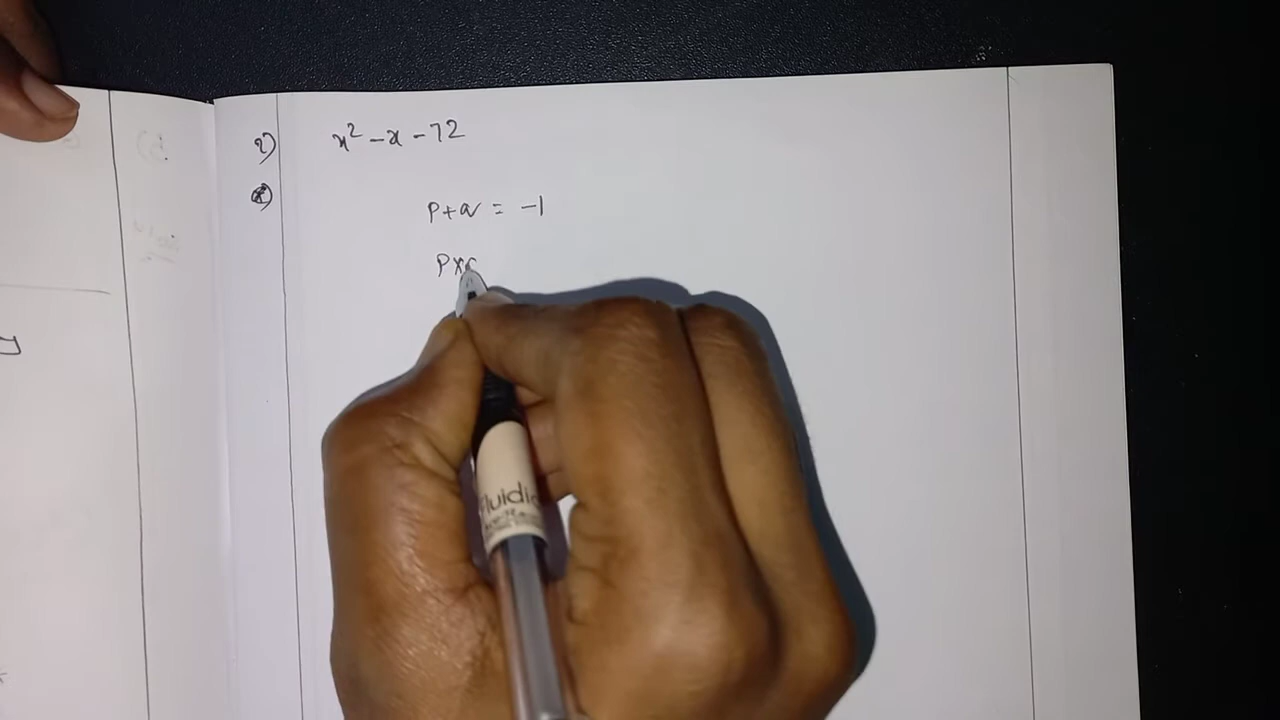 2) x² - x - 72
P+q = -1
P×
Fluidic